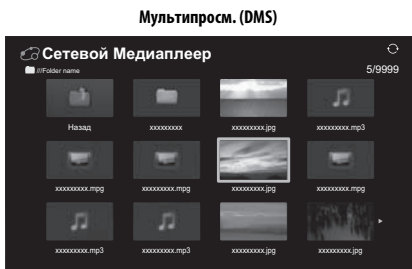 Мультипросм. (DMS)
Сетевой Медиаплеер
///Folder name 5/9999
Назад xxxxxxxxx xxxxxxxxx.jpg xxxxxxxxx.mp3
xxxxxxxxx.mpg xxxxxxxxx.mpg xxxxxxxxx.jpg xxxxxxxxx.mpg
xxxxxxxxx.mp3 xxxxxxxxx.mp3 xxxxxxxxx.jpg xxxxxxxxx.jpg